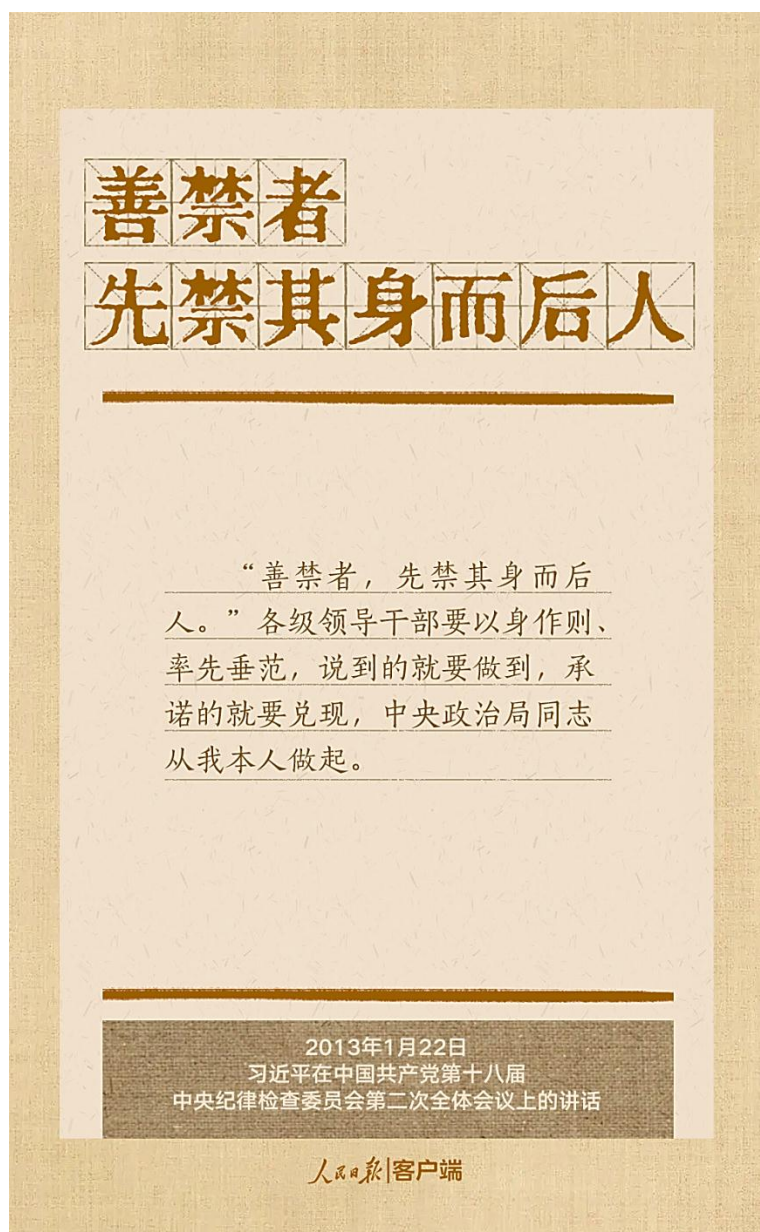 善禁者
先禁其身而后人
“善禁者，先禁其身而后
人。”各级领导干部要以身作则、
率先垂范，说到的就要做到，承
诺的就要兑现，中央政治局同志
从我本人做起。
2013年1月22日
习近平在中国共产党第十八届
中央纪律检查委员会第二次全体会议上的讲话
人民日报|客户端